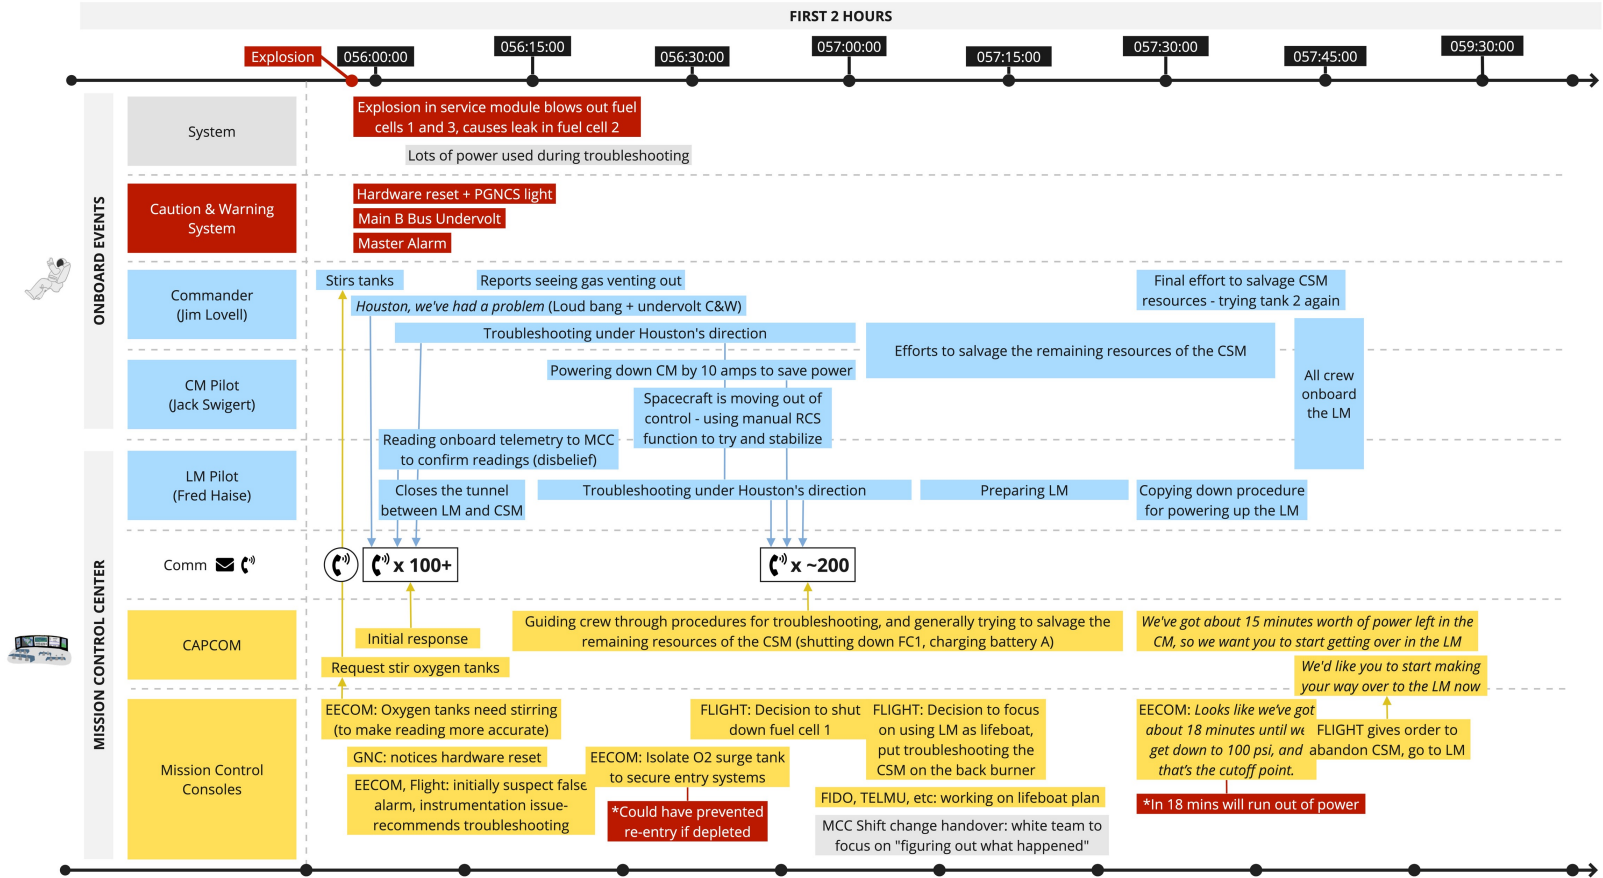 FIRST 2 HOURS
Explosion
056:00:00
056:15:00
056:30:00
057:00:00
057:15:00
057:30:00
057:45:00
059:30:00
ONBOARD EVENTS
System
Explosion in service module blows out fuel
cells 1 and 3, causes leak in fuel cell 2
Lots of power used during troubleshooting
Caution & Warning
System
Hardware reset + PGNCS light
Main B Bus Undervolt
Master Alarm
Commander
(Jim Lovell)
Stirs tanks
Reports seeing gas venting out
Houston, we've had a problem (Loud bang + undervolt C&W)
Troubleshooting under Houston's direction
Efforts to salvage the remaining resources of the CSM
Final effort to salvage CSM
resources - trying tank 2 again
All crew
onboard
the LM
CM Pilot
(Jack Swigert)
Powering down CM by 10 amps to save power
Spacecraft is moving out of
control - using manual RCS
function to try and stabilize
Reading onboard telemetry to MCC
to confirm readings (disbelief)
LM Pilot
(Fred Haise)
Closes the tunnel
between LM and CSM
Troubleshooting under Houston's direction
Preparing LM
Copying down procedure
for powering up the LM
MISSION CONTROL CENTER
Comm
x 100+
x ~200
CAPCOM
Initial response
Request stir oxygen tanks
Guiding crew through procedures for troubleshooting, and generally trying to salvage the
remaining resources of the CSM (shutting down FC1, charging battery A)
We've got about 15 minutes worth of power left in the
CM, so we want you to start getting over in the LM
We'd like you to start making
your way over to the LM now
Mission Control
Consoles
EECOM: Oxygen tanks need stirring
(to make reading more accurate)
GNC: notices hardware reset
EECOM, Flight: initially suspect false
alarm, instrumentation issue-
recommends troubleshooting
EECOM: Isolate O2 surge tank
to secure entry systems
*Could have prevented
re-entry if depleted
FLIGHT: Decision to shut
down fuel cell 1
FLIGHT: Decision to focus
on using LM as lifeboat,
put troubleshooting the
CSM on the back burner
FIDO, TELMU, etc: working on lifeboat plan
MCC Shift change handover: white team to
focus on "figuring out what happened"
EECOM: Looks like we've got
about 18 minutes until we
get down to 100 psi, and
that's the cutoff point.
*In 18 mins will run out of power
FLIGHT gives order to
abandon CSM, go to LM